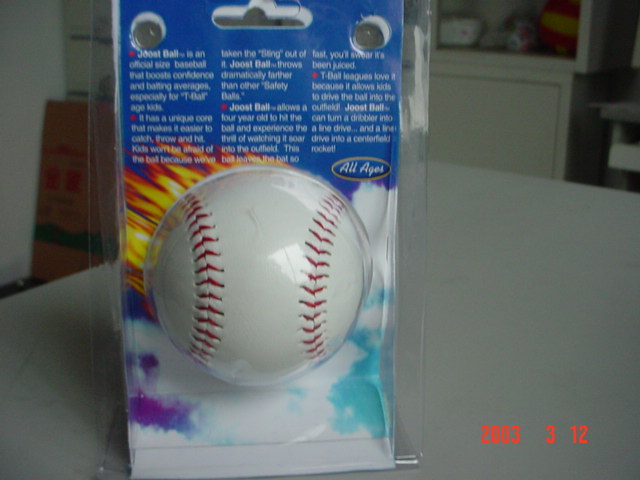 Joost Ball™ is an
official size baseball
that boosts confidence
and batting averages,
especially for "T-Ball"
age kids.
It has a unique core
that makes it easier to
catch, throw and hit.
Kids won't be afraid of
the ball because we've
taken the "Sting" out of
it. Joost Ball™ throws
dramatically farther
than other "Safety
Balls."
Joost Ball™ allows a
four year old to hit the
ball and experience the
thrill of watching it soar
into the outfield. This
ball leaves the bat so
fast, you'll swear it's
been juiced.
T-Ball leagues love it
because it allows kids
to drive the ball into the
outfield! Joost Ball™
can turn a dribbler into
a line drive... and a line
drive into a centerfield
rocket!
All Ages
2003 3 12